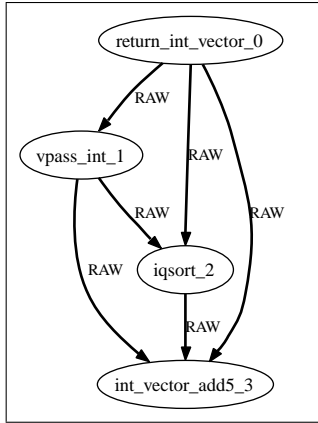 return_int_vector_0
RAW
vpass_int_1
RAW
RAW
RAW
iqsort_2
RAW
RAW
int_vector_add5_3